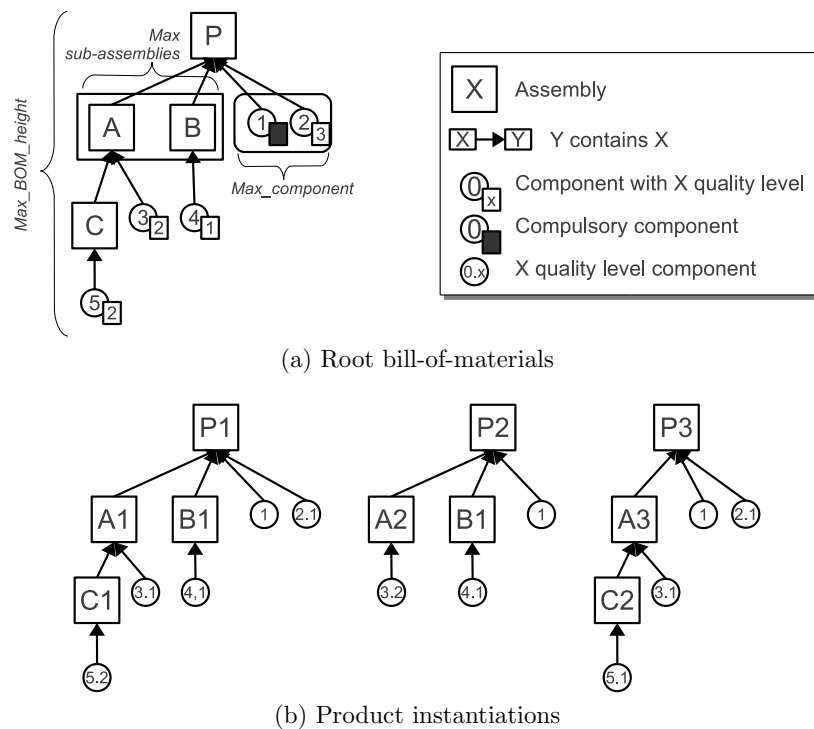 Max
sub-assemblies
P
Max_BOM_height
A
B
1
2
3
Max_component
C
3
2
4
1
5
2
X
Assembly
X
Y
Y contains X
0
x
Component with X quality level
0
Compulsory component
0.x
X quality level component
(a) Root bill-of-materials
P1
P2
P3
A1
B1
1
2.1
A2
B1
1
A3
1
2.1
C1
3.1
4,1
3.2
4.1
C2
3.1
5.2
5.1
(b) Product instantiations